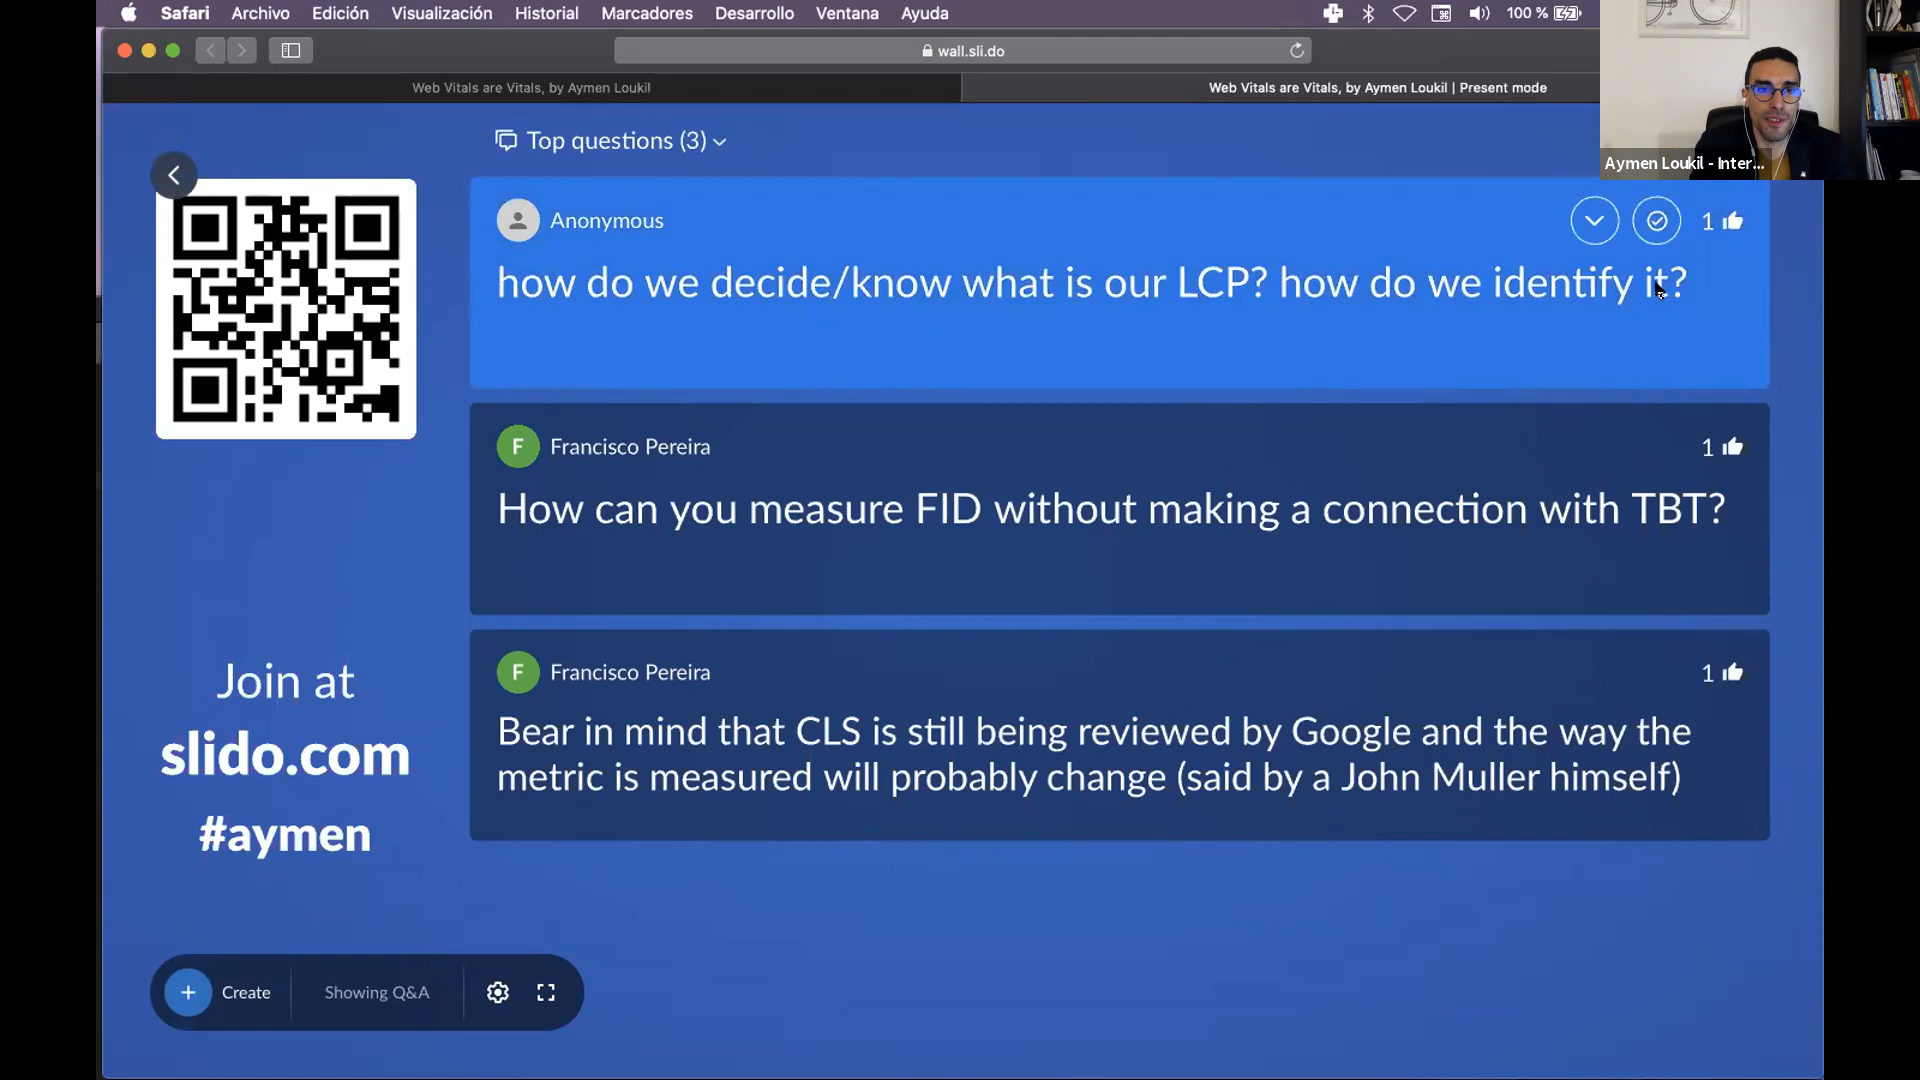 Safari Archivo Edición Visualización Historial Marcadores Desarrollo Ventana Ayuda 100 %
wall.sli.do
Web Vitals are Vitals, by Aymen Loukil
Web Vitals are Vitals, by Aymen Loukil | Present mode
Aymen Loukil - Inter...
Top questions (3)
Anonymous
1
how do we decide/know what is our LCP? how do we identify it?
F Francisco Pereira
1
How can you measure FID without making a connection with TBT?
F Francisco Pereira
1
Bear in mind that CLS is still being reviewed by Google and the way the
metric is measured will probably change (said by a John Muller himself)
Join at
slido.com
#aymen
+ Create Showing Q&A